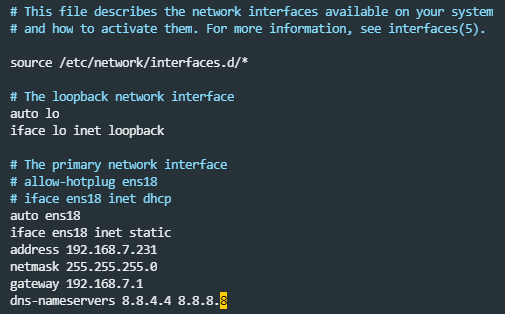 # This file describes the network interfaces available on your system
# and how to activate them. For more information, see interfaces(5).
source /etc/network/interfaces.d/*
# The loopback network interface
auto lo
iface lo inet loopback
# The primary network interface
# allow-hotplug ens18
# iface ens18 inet dhcp
auto ens18
iface ens18 inet static
address 192.168.7.231
netmask 255.255.255.0
gateway 192.168.7.1
dns-nameservers 8.8.4.4 8.8.8.8